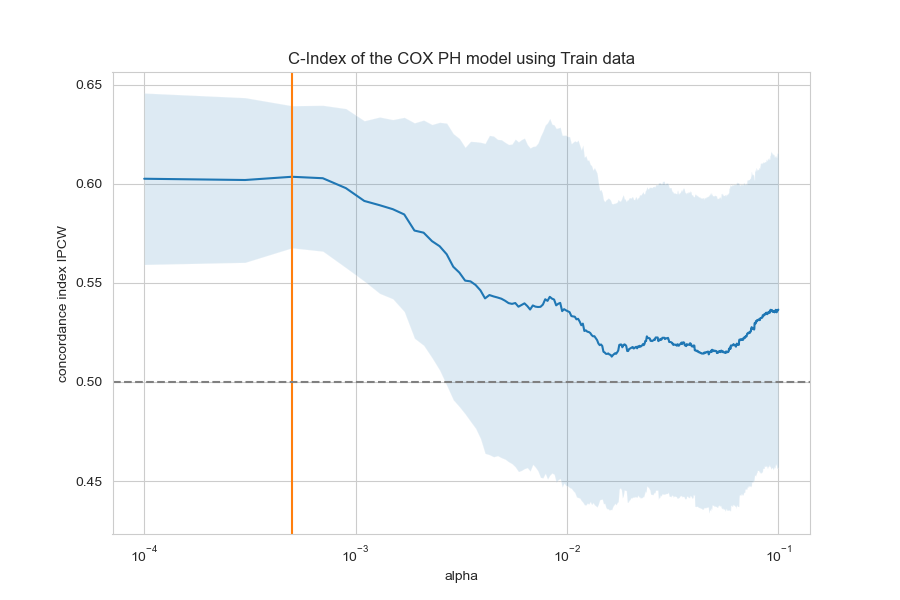 C-Index of the COX PH model using Train data
concordance index IPCW
0.65
0.60
0.55
0.50
0.45
10⁻⁴ 10⁻³ 10⁻² 10⁻¹
alpha